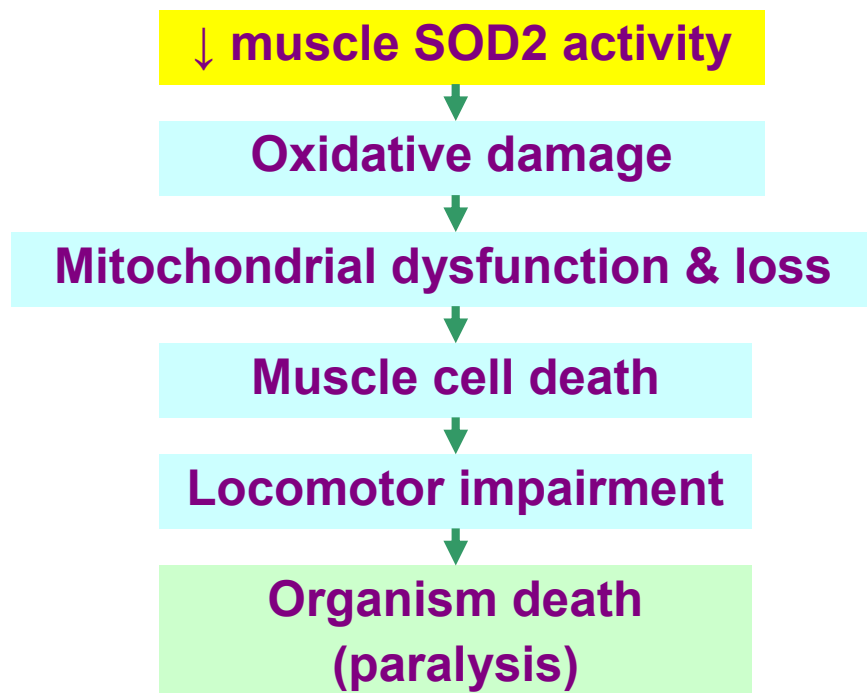 ↓ muscle SOD2 activity
Oxidative damage
Mitochondrial dysfunction & loss
Muscle cell death
Locomotor impairment
Organism death
(paralysis)